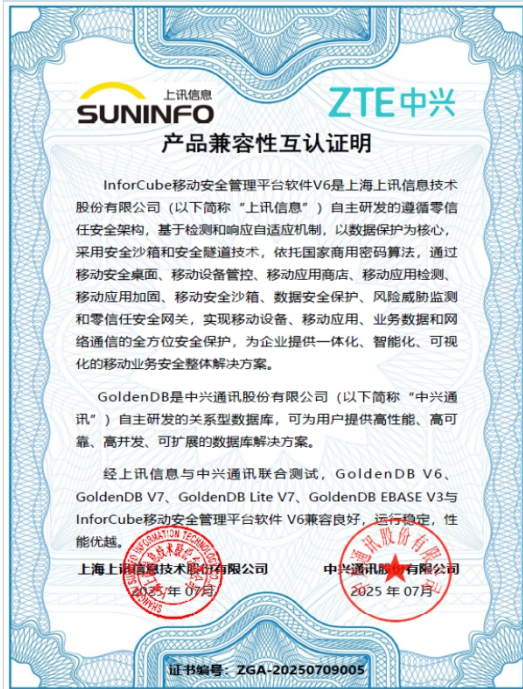 上讯信息
SUNINFO
ZTE中兴
产品兼容性互认证明
InforCube移动安全管理平台软件V6是上海上讯信息技术
股份有限公司（以下简称“上讯信息”）自主研发的遵循零信
任安全架构，基于检测和响应自适应机制，以数据保护为核心，
采用安全沙箱和安全隧道技术，依托国家商用密码算法，通过
移动安全桌面、移动设备管控、移动应用商店、移动应用检测、
移动应用加固、移动安全沙箱、数据安全保护、风险威胁监测
和零信任安全网关，实现移动设备、移动应用、业务数据和网
络通信的全方位安全保护，为企业提供一体化、智能化、可视
化的移动业务安全整体解决方案。
GoldenDB是中兴通讯股份有限公司（以下简称“中兴通
讯”）自主研发的关系型数据库，可为用户提供高性能、高可
靠、高并发、可扩展的数据库解决方案。
经上讯信息与中兴通讯联合测试，GoldenDB V6、
GoldenDB V7、GoldenDB Lite V7、GoldenDB EBASE V3与
InforCube移动安全管理平台软件 V6兼容良好，运行稳定，性
能优越。
上海上讯信息技术股份有限公司
中兴通讯股份有限公司
2025 年 07月
2025 年 07月
证书编号：ZGA-20250709005